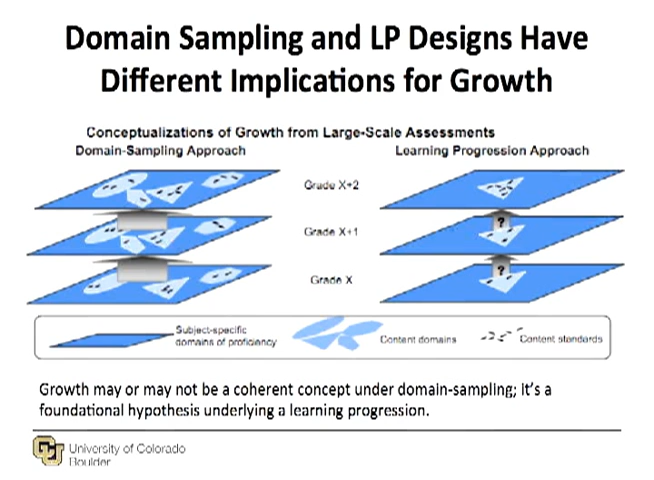 Domain Sampling and LP Designs Have
Different Implications for Growth
Conceptualizations of Growth from Large-Scale Assessments
Domain-Sampling Approach
Learning Progression Approach
Grade X+2
Grade X+1
?
Grade X
?
Subject-specific
domains of proficiency
Content domains
Content standards
Growth may or may not be a coherent concept under domain-sampling; it's a
foundational hypothesis underlying a learning progression.
CU
University of Colorado
Boulder